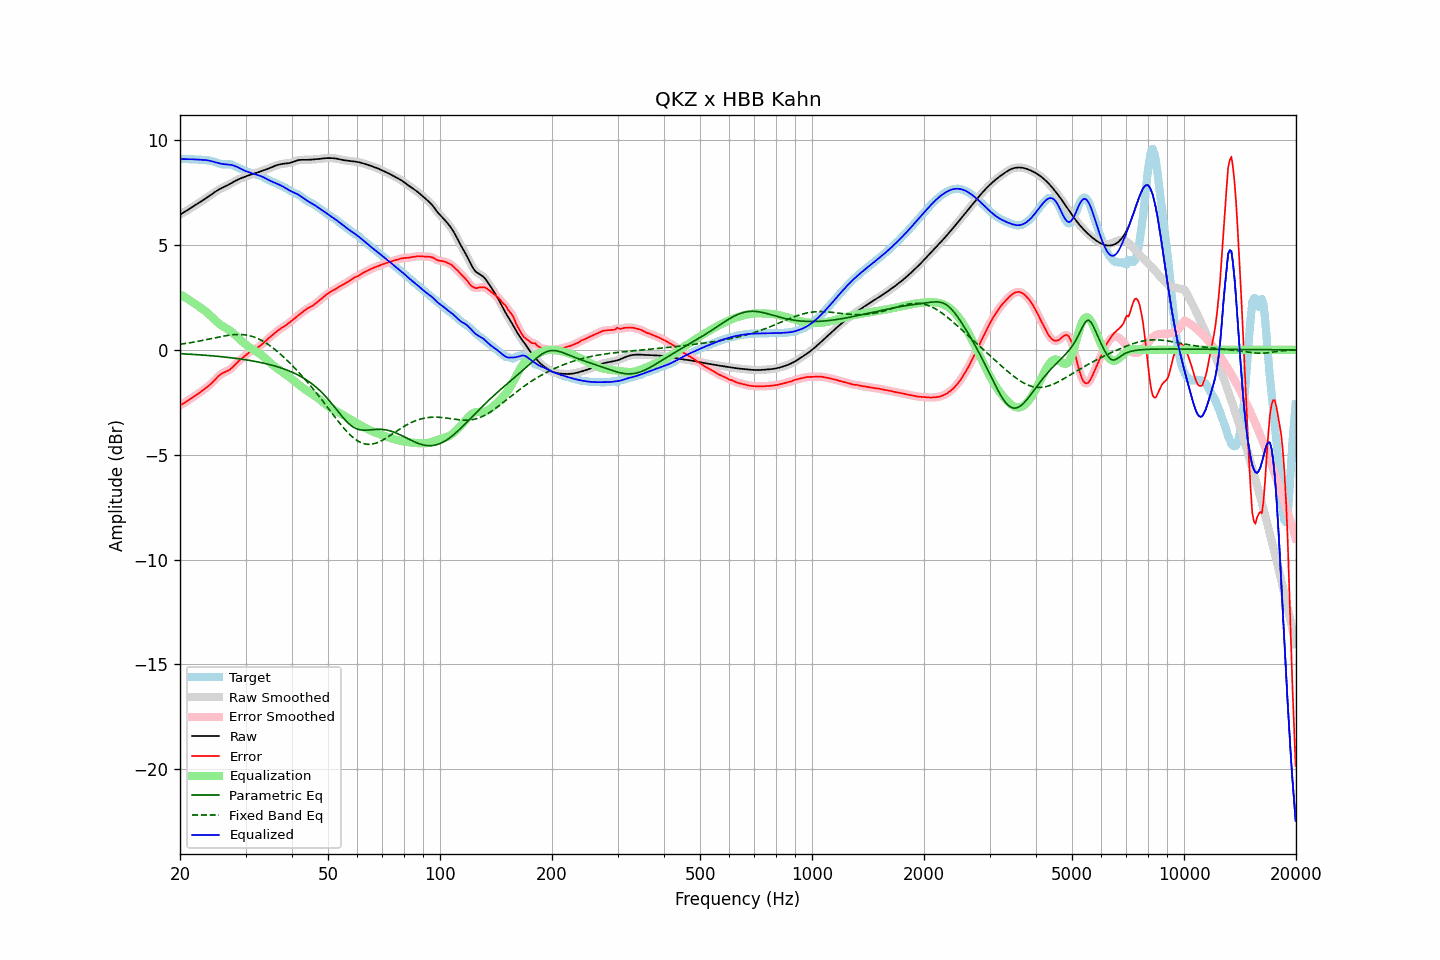 QKZ x HBB Kahn
10
5
0
−5
−10
−15
−20
Amplitude (dBr)
Target
Raw Smoothed
Error Smoothed
Raw
Error
Equalization
Parametric Eq
Fixed Band Eq
Equalized
20 50 100 200 500 1000 2000 5000 10000 20000
Frequency (Hz)